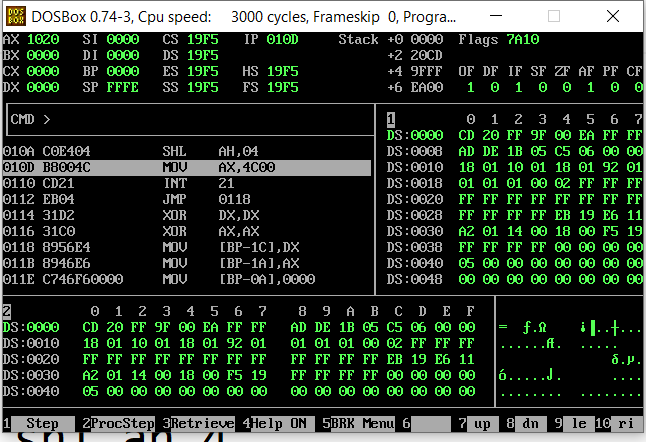 DOSBox 0.74-3, Cpu speed: 3000 cycles, Frameskip 0, Progra...
AX 1020 SI 0000 CS 19F5 IP 010D Stack +0 0000 Flags 7A10
BX 0000 DI 0000 DS 19F5 +2 20CD
CX 0000 BP 0000 ES 19F5 HS 19F5 +4 9FFF OF DF IF SF ZF AF PF CF
DX 0000 SP FFFE SS 19F5 FS 19F5 +6 EA00 1 0 1 0 0 1 0 0
CMD >
1 0 1 2 3 4 5 6 7
DS:0000 CD 20 FF 9F 00 EA FF FF
010A C0E404 SHL AH,04 DS:0008 AD DE 1B 05 C5 06 00 00
010D B8004C MOV AX,4C00 DS:0010 18 01 10 01 18 01 92 01
0110 CD21 INT 21 DS:0018 01 01 01 00 02 FF FF FF
0112 EB04 JMP 0118 DS:0020 FF FF FF FF FF FF FF FF
0114 31D2 XOR DX,DX DS:0028 FF FF FF FF EB 19 E6 11
0116 31C0 XOR AX,AX DS:0030 A2 01 14 00 18 00 F5 19
0118 8956E4 MOV [BP-1C],DX DS:0038 FF FF FF FF 00 00 00 00
011B 8946E6 MOV [BP-1A],AX DS:0040 05 00 00 00 00 00 00 00
011E C746F60000 MOV [BP-0A],0000 DS:0048 00 00 00 00 00 00 00 00
2 0 1 2 3 4 5 6 7 8 9 A B C D E F
DS:0000 CD 20 FF 9F 00 EA FF FF AD DE 1B 05 C5 06 00 00
DS:0010 18 01 10 01 18 01 92 01 01 01 01 00 02 FF FF FF
DS:0020 FF FF FF FF FF FF FF FF FF FF FF FF EB 19 E6 11
DS:0030 A2 01 14 00 18 00 F5 19 FF FF FF FF 00 00 00 00
DS:0040 05 00 00 00 00 00 00 00 00 00 00 00 00 00 00 00
1 Step 2ProcStep 3Retrieve 4Help ON 5BRK Menu 6 7 up 8 dn 9 le 10 ri